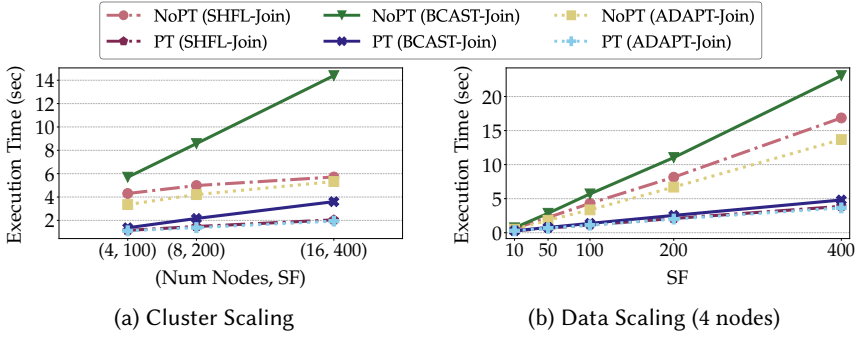 NoPT (SHFL-Join) NoPT (BCAST-Join) NoPT (ADAPT-Join)
PT (SHFL-Join) PT (BCAST-Join) PT (ADAPT-Join)
Execution Time (sec)
14
12
10
8
6
4
2
(4, 100) (8, 200) (16, 400)
(Num Nodes, SF)
(a) Cluster Scaling
Execution Time (sec)
20
15
10
5
0
10 50 100 200 400
SF
(b) Data Scaling (4 nodes)